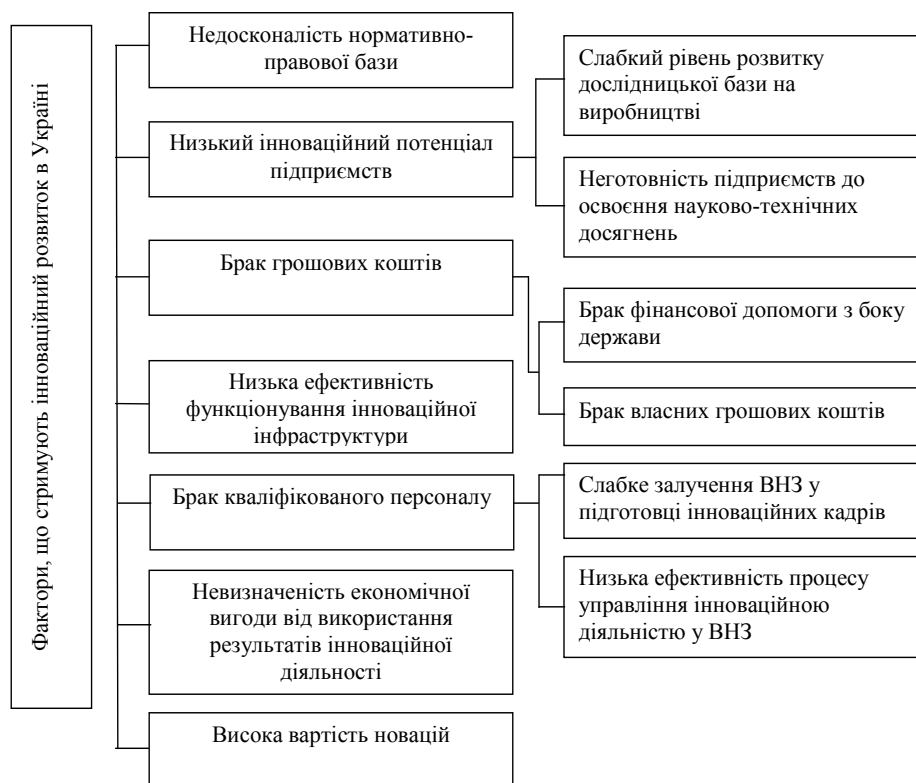 Фактори, що стримують інноваційний розвиток в Україні
Недосконалість нормативно-
правової бази
Низький інноваційний потенціал
підприємств
Слабкий рівень розвитку
дослідницької бази на
виробництві
Неготовність підприємств до
освоєння науково-технічних
досягнень
Брак грошових коштів
Брак фінансової допомоги з боку
держави
Брак власних грошових коштів
Низька ефективність
функціонування інноваційної
інфраструктури
Брак кваліфікованого персоналу
Слабке залучення ВНЗ у
підготовці інноваційних кадрів
Низька ефективність процесу
управління інноваційною
діяльністю у ВНЗ
Невизначеність економічної
вигоди від використання
результатів інноваційної
діяльності
Висока вартість новацій